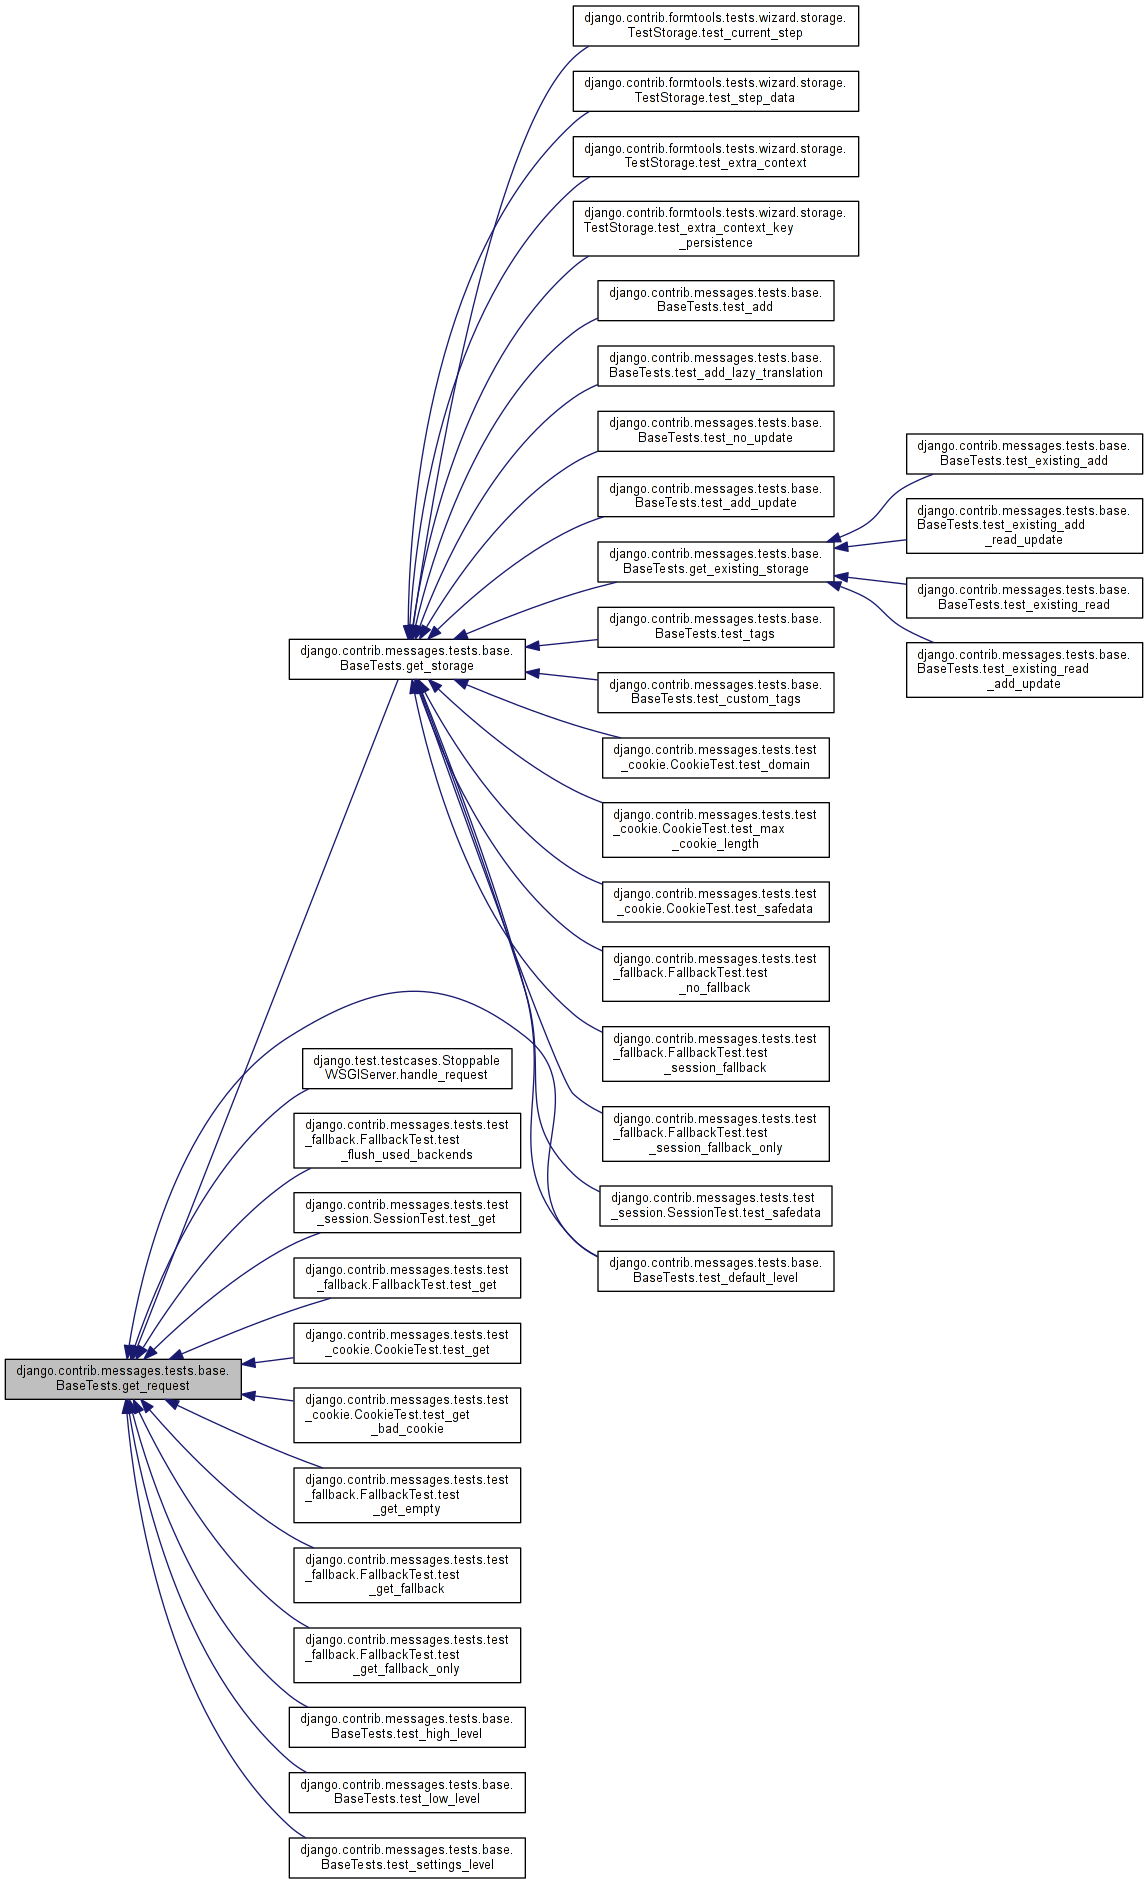 django.contrib.formtools.tests.wizard.storage.
TestStorage.test_current_step
django.contrib.formtools.tests.wizard.storage.
TestStorage.test_step_data
django.contrib.formtools.tests.wizard.storage.
TestStorage.test_extra_context
django.contrib.formtools.tests.wizard.storage.
TestStorage.test_extra_context_key
_persistence
django.contrib.messages.tests.base.
BaseTests.test_add
django.contrib.messages.tests.base.
BaseTests.test_add_lazy_translation
django.contrib.messages.tests.base.
BaseTests.test_no_update
django.contrib.messages.tests.base.
BaseTests.test_add_update
django.contrib.messages.tests.base.
BaseTests.get_existing_storage
django.contrib.messages.tests.base.
BaseTests.test_existing_add
django.contrib.messages.tests.base.
BaseTests.test_existing_add
_read_update
django.contrib.messages.tests.base.
BaseTests.test_existing_read
django.contrib.messages.tests.base.
BaseTests.test_existing_read
_add_update
django.contrib.messages.tests.base.
BaseTests.test_tags
django.contrib.messages.tests.base.
BaseTests.get_storage
django.contrib.messages.tests.base.
BaseTests.test_custom_tags
django.contrib.messages.tests.test
_cookie.CookieTest.test_domain
django.contrib.messages.tests.test
_cookie.CookieTest.test_max
_cookie_length
django.contrib.messages.tests.test
_cookie.CookieTest.test_safedata
django.contrib.messages.tests.test
_fallback.FallbackTest.test
_no_fallback
django.contrib.messages.tests.test
_fallback.FallbackTest.test
_session_fallback
django.contrib.messages.tests.test
_fallback.FallbackTest.test
_session_fallback_only
django.contrib.messages.tests.test
_session.SessionTest.test_safedata
django.contrib.messages.tests.base.
BaseTests.test_default_level
django.test.testcases.Stoppable
WSGIServer.handle_request
django.contrib.messages.tests.test
_fallback.FallbackTest.test
_flush_used_backends
django.contrib.messages.tests.test
_session.SessionTest.test_get
django.contrib.messages.tests.test
_fallback.FallbackTest.test_get
django.contrib.messages.tests.test
_cookie.CookieTest.test_get
django.contrib.messages.tests.base.
BaseTests.get_request
django.contrib.messages.tests.test
_cookie.CookieTest.test_get
_bad_cookie
django.contrib.messages.tests.test
_fallback.FallbackTest.test
_get_empty
django.contrib.messages.tests.test
_fallback.FallbackTest.test
_get_fallback
django.contrib.messages.tests.test
_fallback.FallbackTest.test
_get_fallback_only
django.contrib.messages.tests.base.
BaseTests.test_high_level
django.contrib.messages.tests.base.
BaseTests.test_low_level
django.contrib.messages.tests.base.
BaseTests.test_settings_level